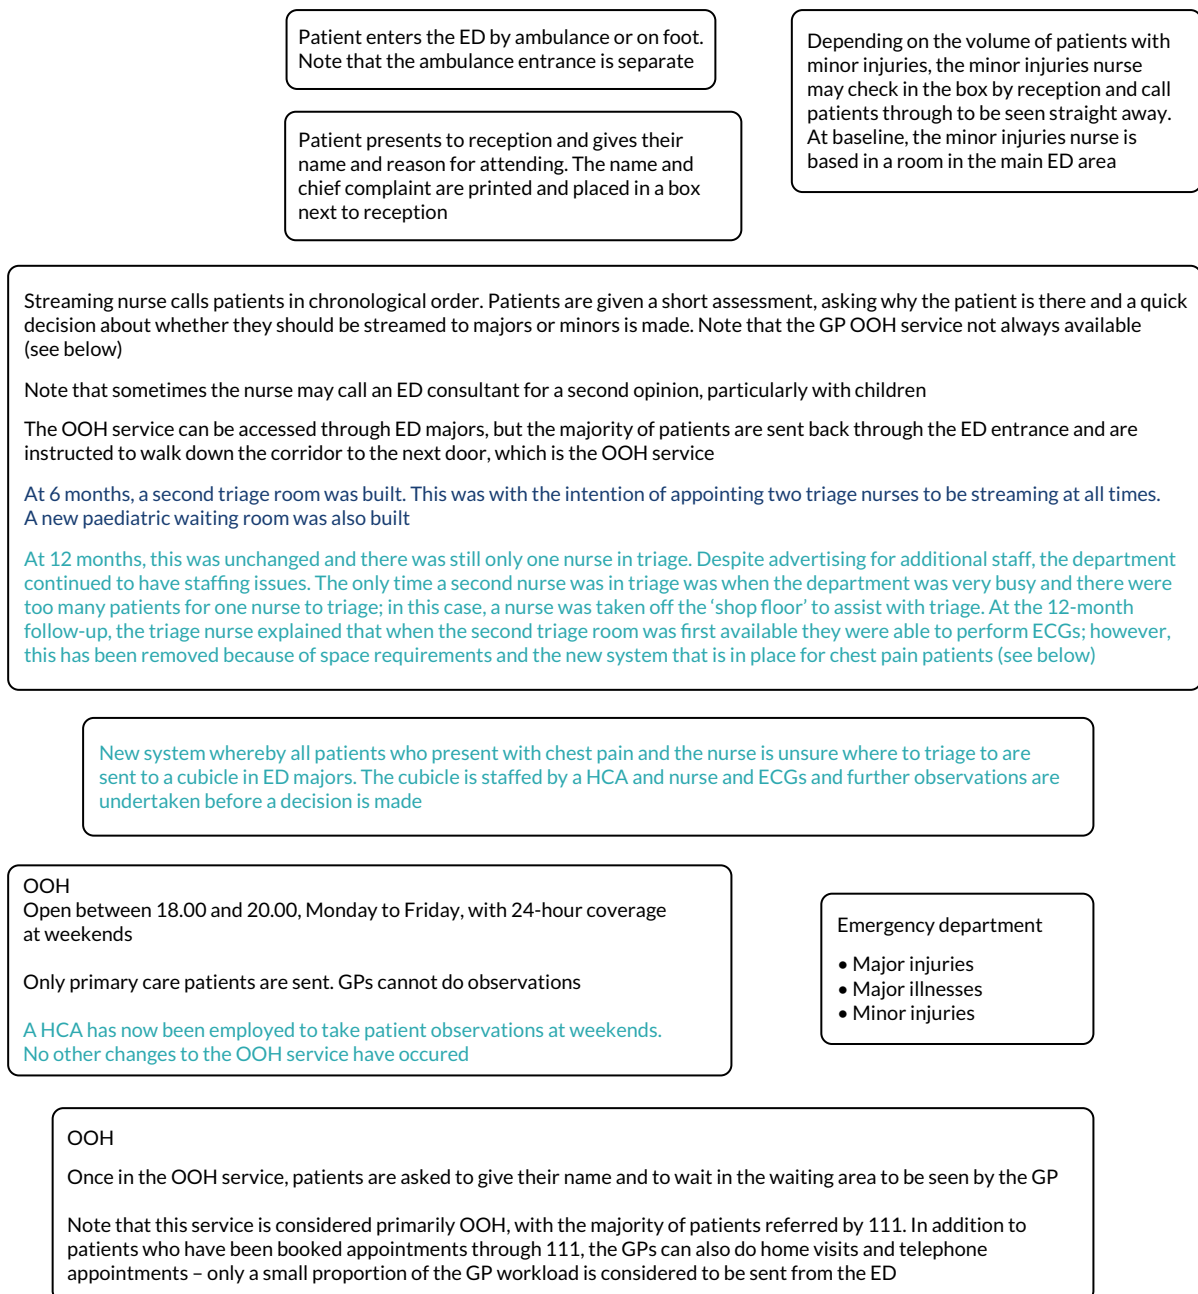 Patient enters the ED by ambulance or on foot.
Note that the ambulance entrance is separate
Depending on the volume of patients with
minor injuries, the minor injuries nurse
may check in the box by reception and call
patients through to be seen straight away.
At baseline, the minor injuries nurse is
based in a room in the main ED area
Patient presents to reception and gives their
name and reason for attending. The name and
chief complaint are printed and placed in a box
next to reception
Streaming nurse calls patients in chronological order. Patients are given a short assessment, asking why the patient is there and a quick
decision about whether they should be streamed to majors or minors is made. Note that the GP OOH service not always available
(see below)
Note that sometimes the nurse may call an ED consultant for a second opinion, particularly with children
The OOH service can be accessed through ED majors, but the majority of patients are sent back through the ED entrance and are
instructed to walk down the corridor to the next door, which is the OOH service
At 6 months, a second triage room was built. This was with the intention of appointing two triage nurses to be streaming at all times.
A new paediatric waiting room was also built
At 12 months, this was unchanged and there was still only one nurse in triage. Despite advertising for additional staff, the department
continued to have staffing issues. The only time a second nurse was in triage was when the department was very busy and there were
too many patients for one nurse to triage; in this case, a nurse was taken off the ‘shop floor’ to assist with triage. At the 12-month
follow-up, the triage nurse explained that when the second triage room was first available they were able to perform ECGs; however,
this has been removed because of space requirements and the new system that is in place for chest pain patients (see below)
New system whereby all patients who present with chest pain and the nurse is unsure where to triage to are
sent to a cubicle in ED majors. The cubicle is staffed by a HCA and nurse and ECGs and further observations are
undertaken before a decision is made
OOH
Open between 18.00 and 20.00, Monday to Friday, with 24-hour coverage
at weekends
Only primary care patients are sent. GPs cannot do observations
A HCA has now been employed to take patient observations at weekends.
No other changes to the OOH service have occured
Emergency department
• Major injuries
• Major illnesses
• Minor injuries
OOH
Once in the OOH service, patients are asked to give their name and to wait in the waiting area to be seen by the GP
Note that this service is considered primarily OOH, with the majority of patients referred by 111. In addition to
patients who have been booked appointments through 111, the GPs can also do home visits and telephone
appointments – only a small proportion of the GP workload is considered to be sent from the ED